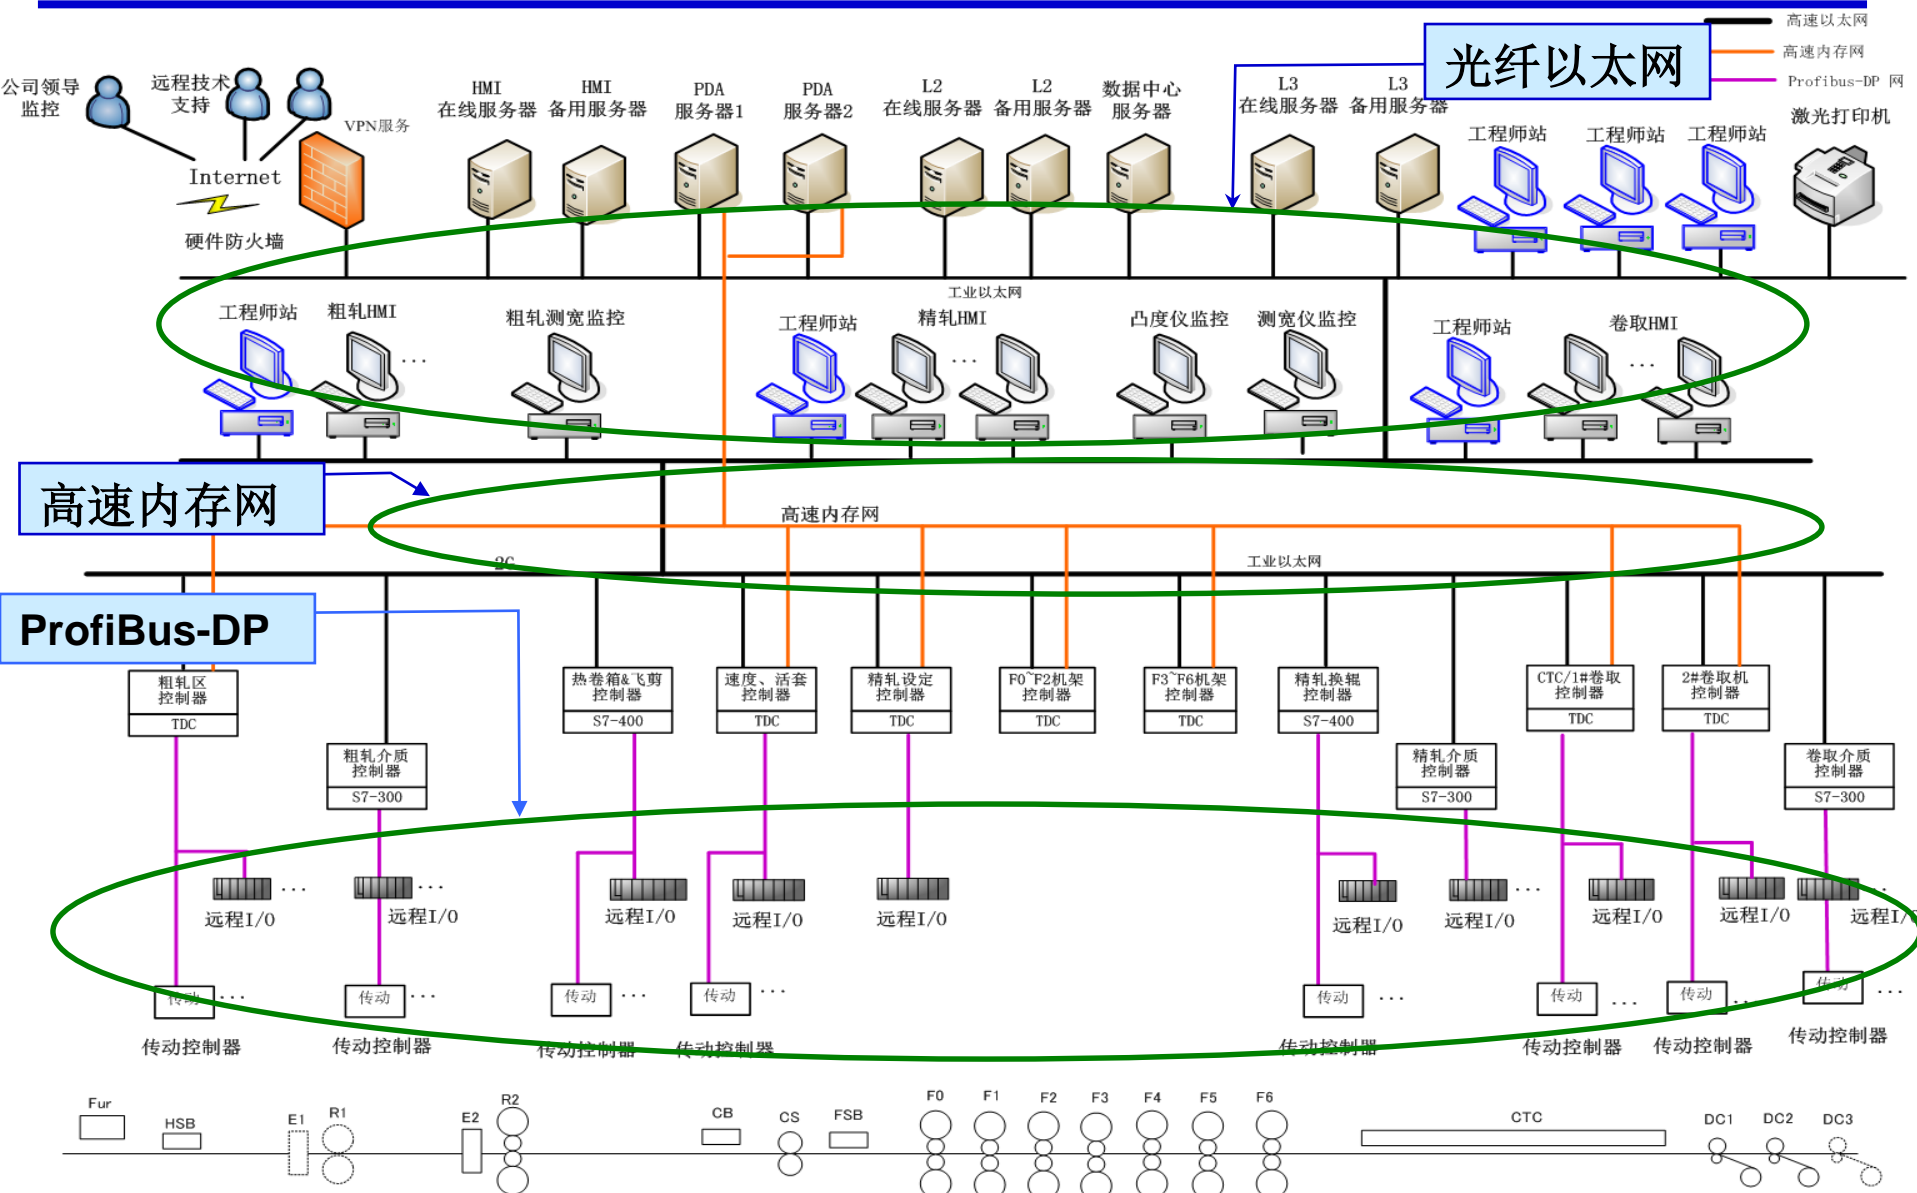 高速以太网
高速内存网
Profibus-DP 网
光纤以太网
公司领导
监控
远程技术
支持
VPN服务
Internet
硬件防火墙
HMI
在线服务器
HMI
备用服务器
PDA
服务器1
PDA
服务器2
L2
在线服务器
L2
备用服务器
数据中心
服务器
L3
在线服务器
L3
备用服务器
工程师站
工程师站
工程师站
激光打印机
工业以太网
工程师站
粗轧HMI
...
粗轧测宽监控
工程师站
精轧HMI
...
凸度仪监控
测宽仪监控
工程师站
卷取HMI
...
高速内存网
高速内存网
2G
工业以太网
ProfiBus-DP
粗轧区
控制器
TDC
粗轧介质
控制器
S7-300
热卷箱&飞剪
控制器
S7-400
速度、活套
控制器
TDC
精轧设定
控制器
TDC
F0~F2机架
控制器
TDC
F3~F6机架
控制器
TDC
精轧换辊
控制器
S7-400
精轧介质
控制器
S7-300
CTC/1#卷取
控制器
TDC
2#卷取机
控制器
TDC
卷取介质
控制器
S7-300
远程I/O ...
远程I/O ...
远程I/O
远程I/O
远程I/O
远程I/O
远程I/O ...
远程I/O
远程I/O
远程I/O ...
传动 ...
传动 ...
传动 ...
传动 ...
传动 ...
传动 ...
传动 ...
传动 ...
传动控制器
传动控制器
传动控制器
传动控制器
传动控制器
传动控制器
传动控制器
传动控制器
Fur
HSB
E1
R1
E2
R2
CB
CS
FSB
F0
F1
F2
F3
F4
F5
F6
CTC
DC1
DC2
DC3